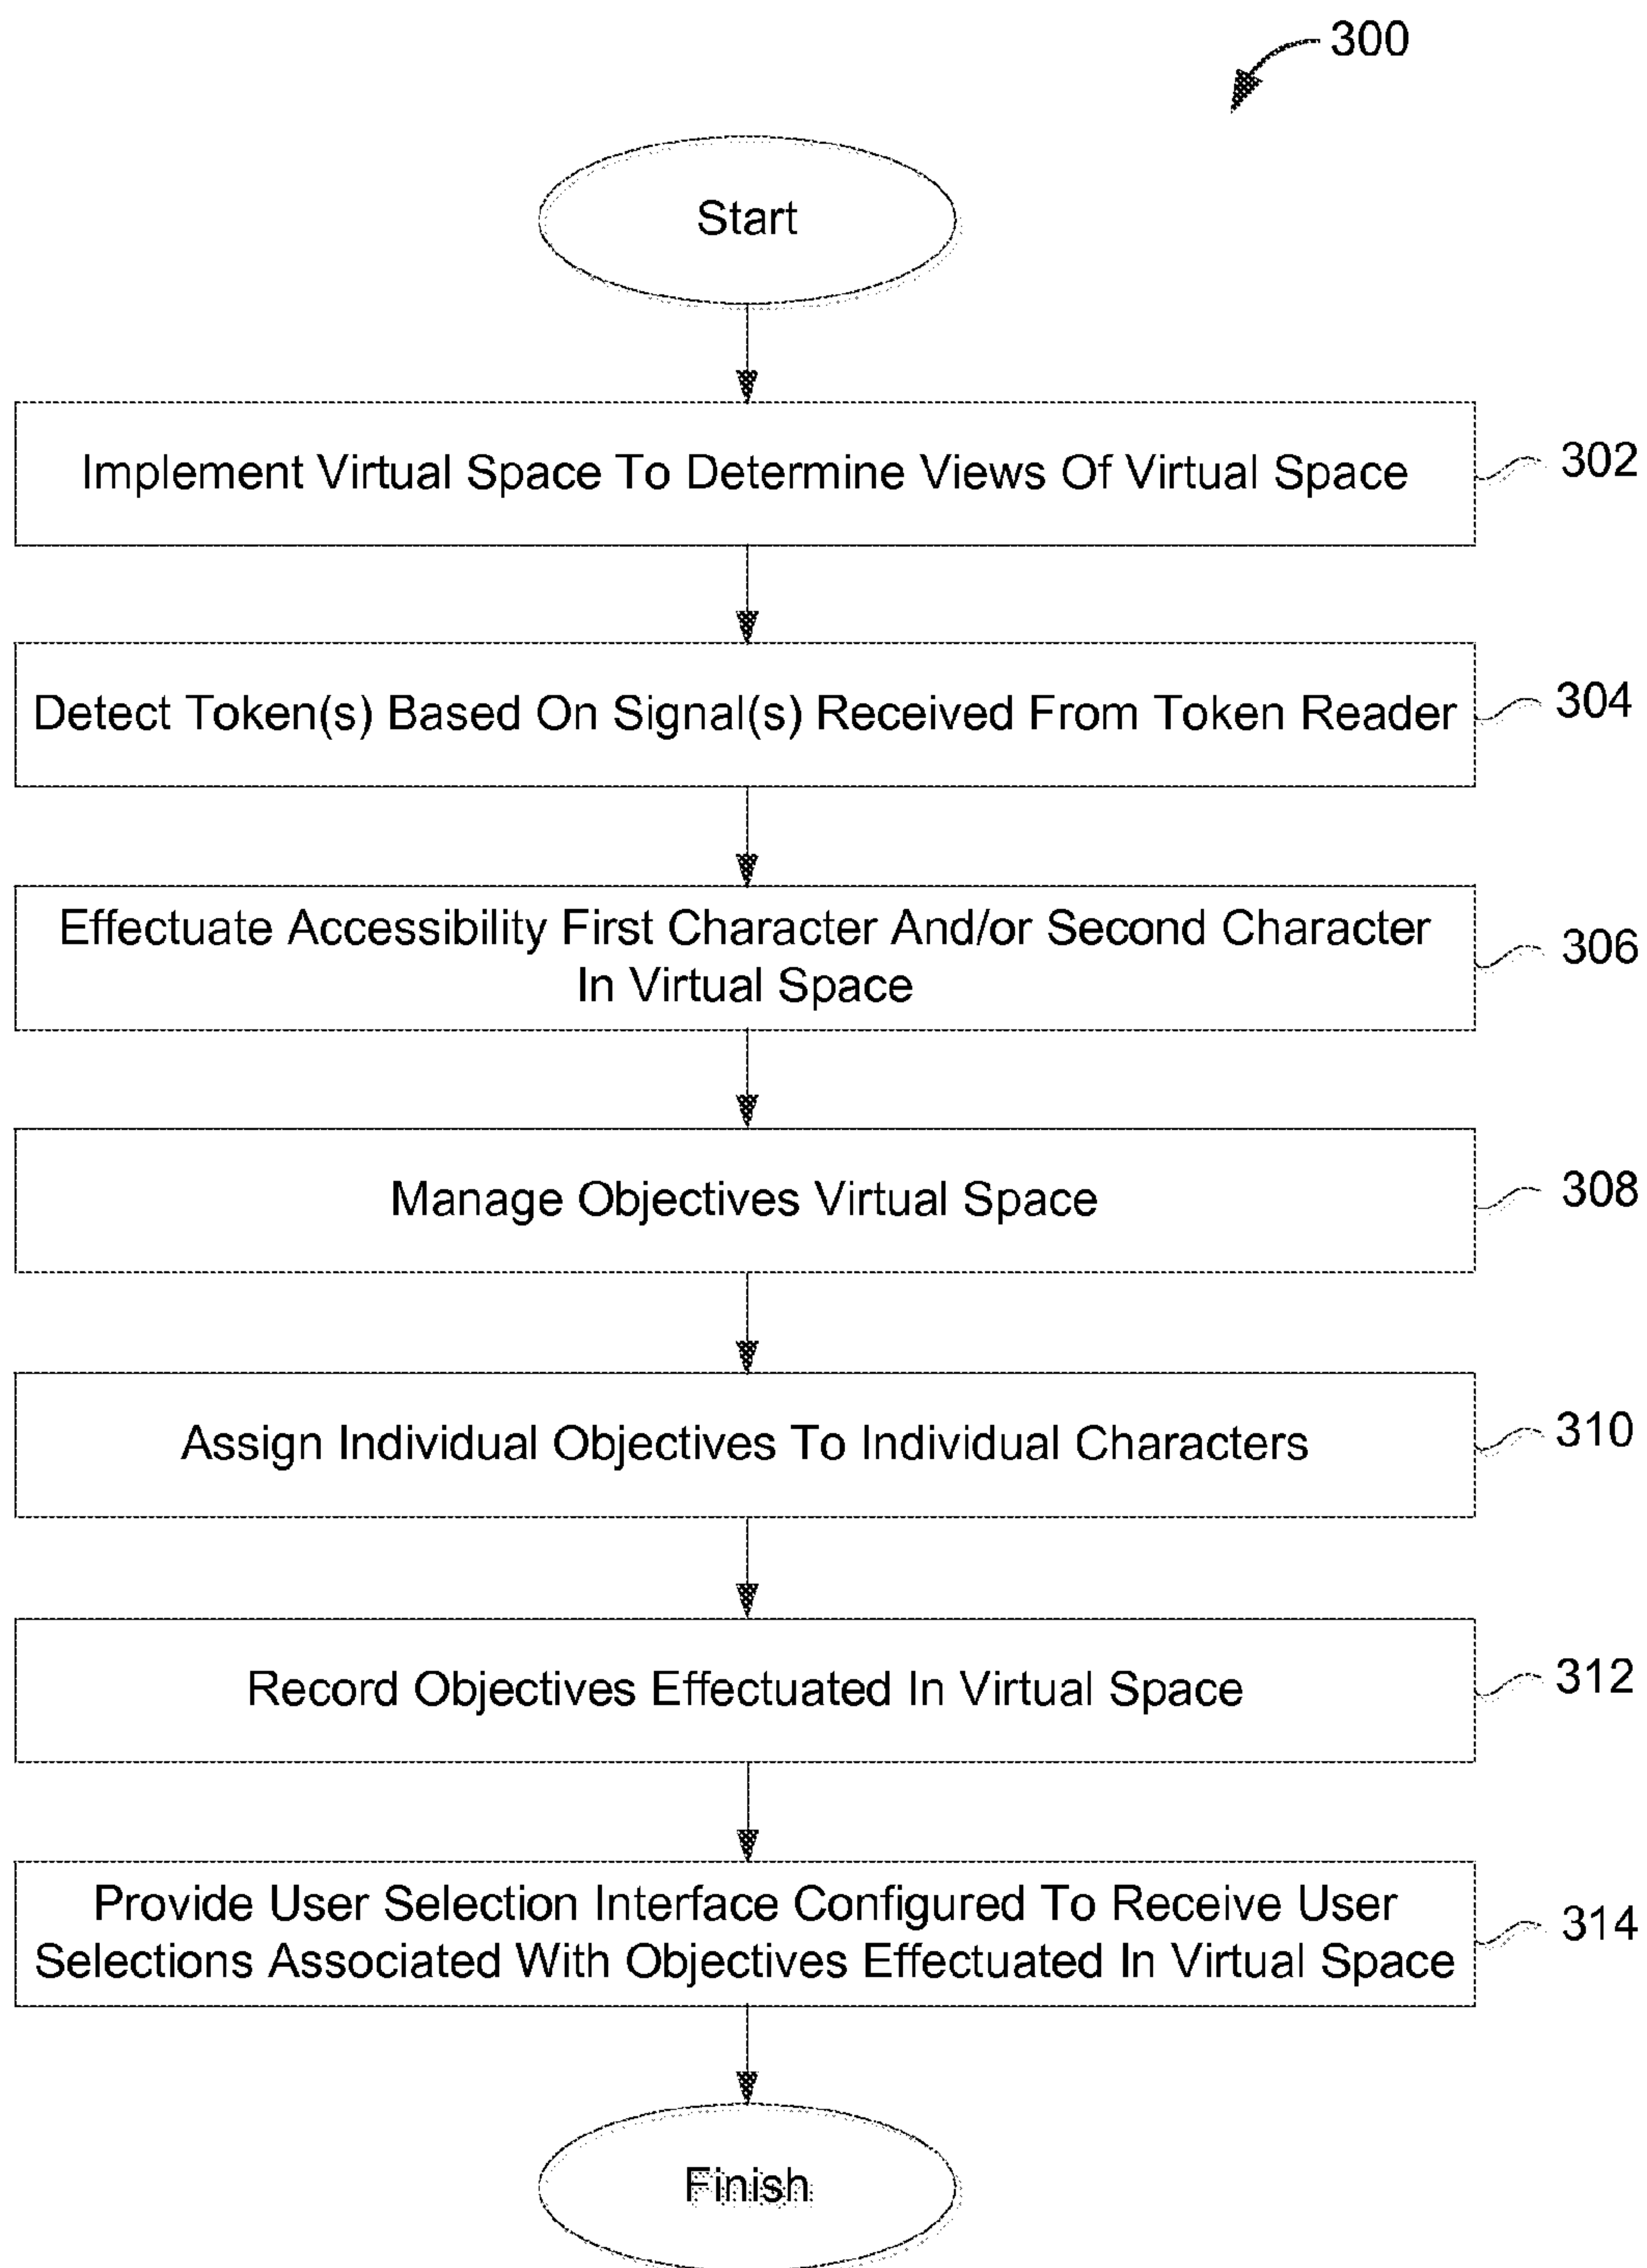 300
Start
Implement Virtual Space To Determine Views Of Virtual Space
302
Detect Token(s) Based On Signal(s) Received From Token Reader
304
Effectuate Accessibility First Character And/or Second Character
In Virtual Space
306
Manage Objectives Virtual Space
308
Assign Individual Objectives To Individual Characters
310
Record Objectives Effectuated In Virtual Space
312
Provide User Selection Interface Configured To Receive User
Selections Associated With Objectives Effectuated In Virtual Space
314
Finish